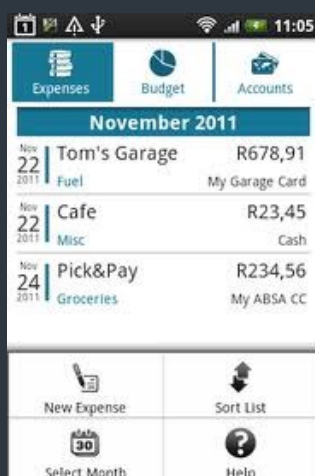 1 11:05
Expenses Budget Accounts
November 2011
Nov
22 Tom's Garage R678,91
2011 Fuel My Garage Card
Nov
22 Cafe R23,45
2011 Misc Cash
Nov
24 Pick&Pay R234,56
2011 Groceries My ABSA CC
New Expense Sort List
30 ?
Select Month Help